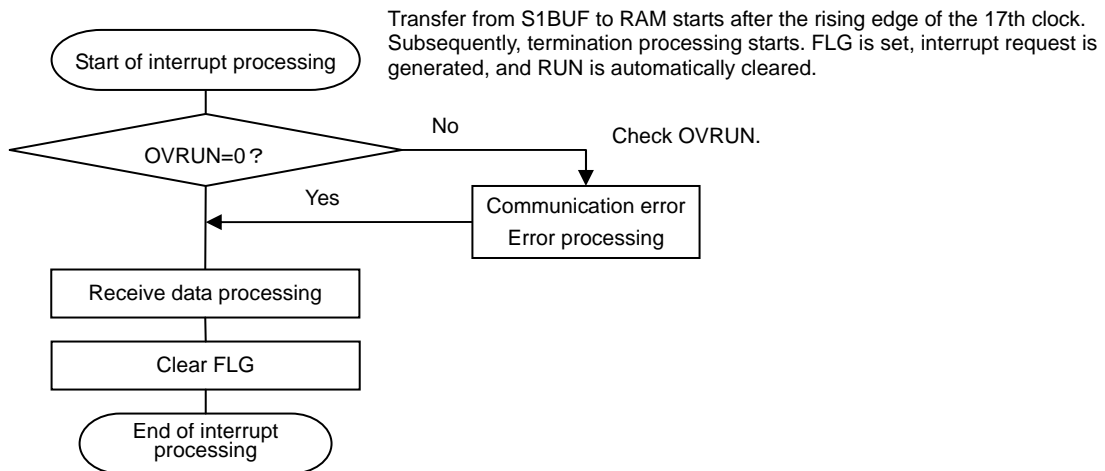 Transfer from S1BUF to RAM starts after the rising edge of the 17th clock.
Subsequently, termination processing starts. FLG is set, interrupt request is
generated, and RUN is automatically cleared.
Start of interrupt processing
No
Check OVRUN.
OVRUN=0？
Yes
Communication error
Error processing
Receive data processing
Clear FLG
End of interrupt
processing